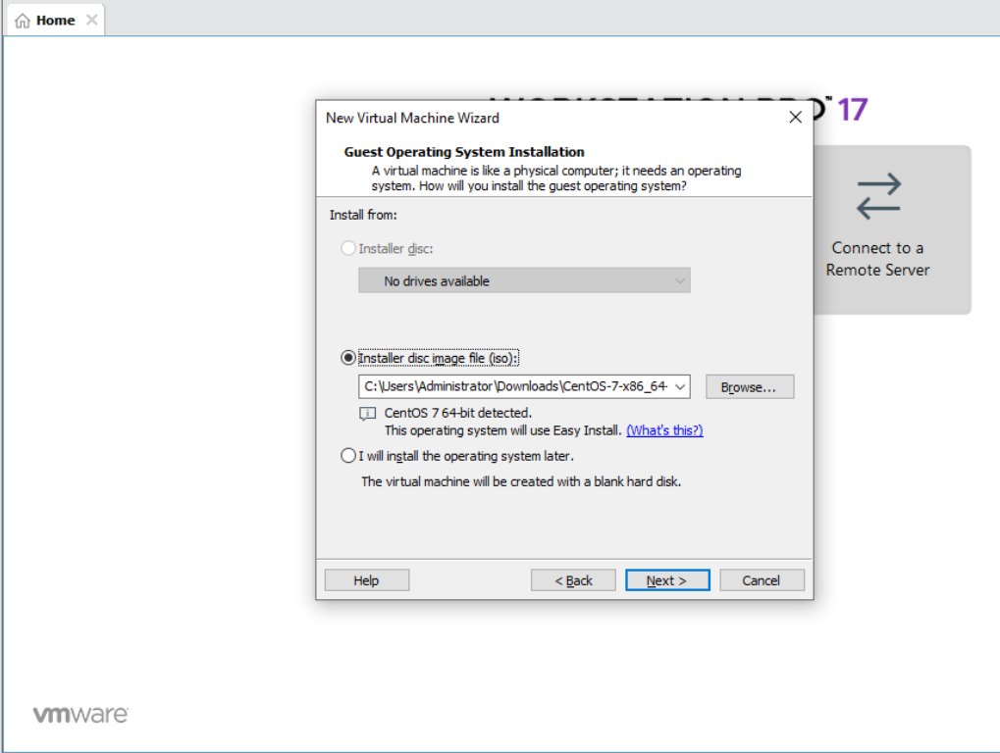 Home
WORKSTATION PRO™ 17
New Virtual Machine Wizard
Guest Operating System Installation
A virtual machine is like a physical computer; it needs an operating
system. How will you install the guest operating system?
Install from:
Installer disc:
No drives available
Connect to a
Remote Server
Installer disc image file (iso):
C:\Users\Administrator\Downloads\CentOS-7-x86_64-
Browse...
CentOS 7 64-bit detected.
This operating system will use Easy Install. (What's this?)
I will install the operating system later.
The virtual machine will be created with a blank hard disk.
Help
< Back
Next >
Cancel
vmware